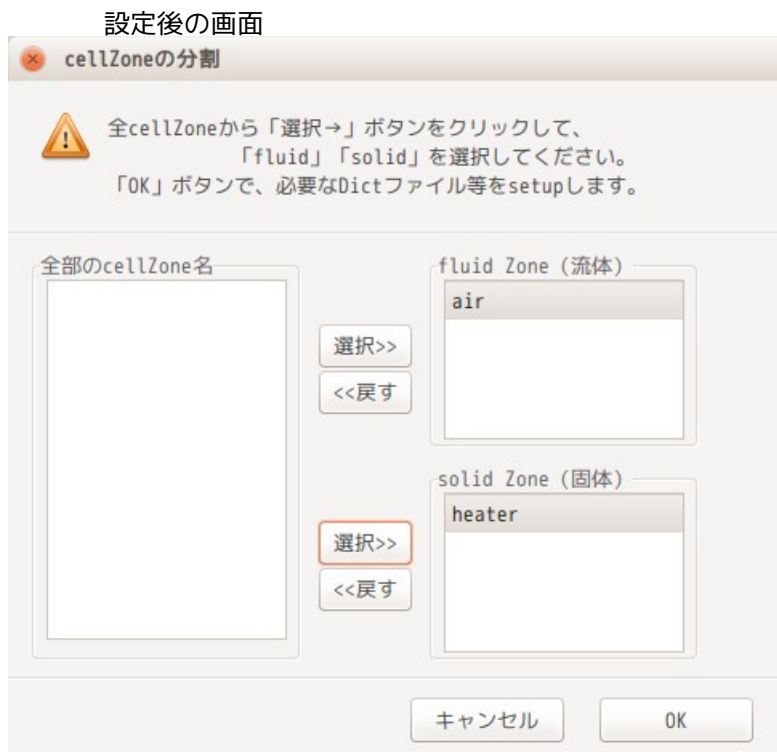 設定後の画面
cellZoneの分割
全cellZoneから「選択→」ボタンをクリックして、
「fluid」「solid」を選択してください。
「OK」ボタンで、必要なDictファイル等をsetupします。
全部のcellZone名
fluid Zone (流体)
air
選択>>
<<戻す
solid Zone (固体)
heater
選択>>
<<戻す
キャンセル
OK